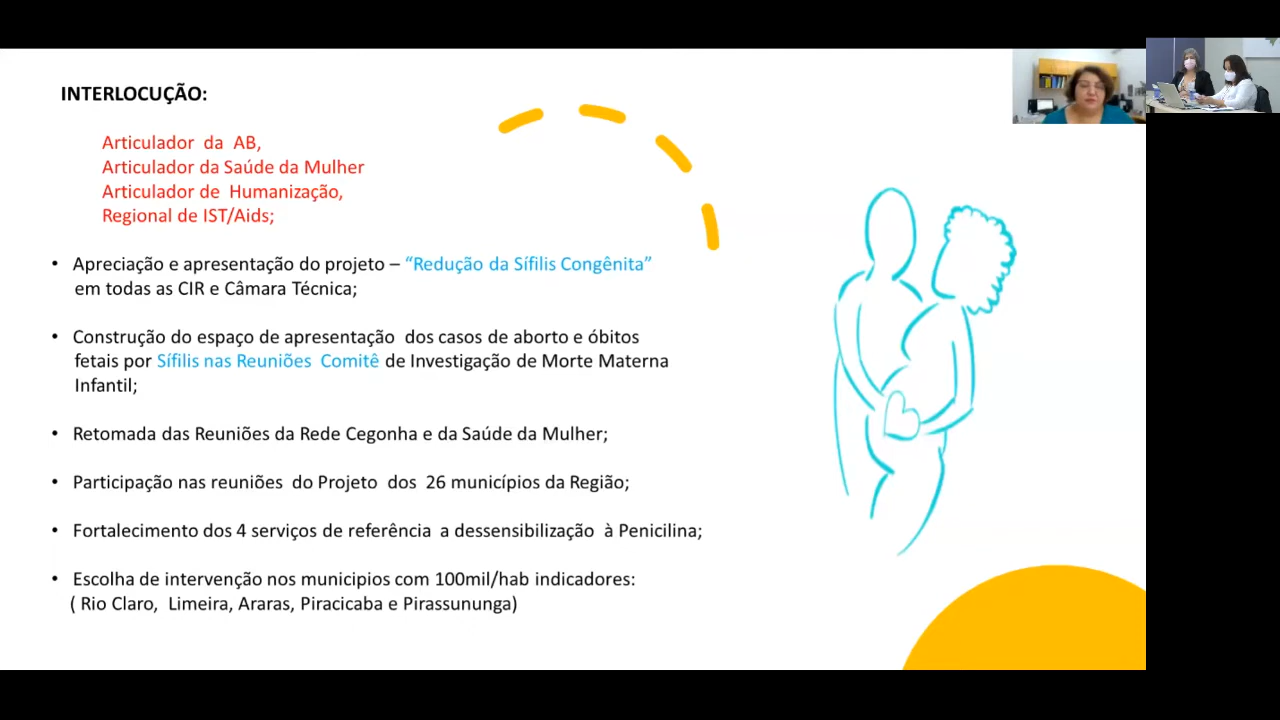 INTERLOCUÇÃO:
Articulador da AB,
Articulador da Saúde da Mulher
Articulador de Humanização,
Regional de IST/Aids;
• Apreciação e apresentação do projeto – “Redução da Sífilis Congênita”
em todas as CIR e Câmara Técnica;
• Construção do espaço de apresentação dos casos de aborto e óbitos
fetais por Sífilis nas Reuniões Comitê de Investigação de Morte Materna
Infantil;
• Retomada das Reuniões da Rede Cegonha e da Saúde da Mulher;
• Participação nas reuniões do Projeto dos 26 municípios da Região;
• Fortalecimento dos 4 serviços de referência a dessensibilização à Penicilina;
• Escolha de intervenção nos municipios com 100mil/hab indicadores:
( Rio Claro, Limeira, Araras, Piracicaba e Pirassununga)